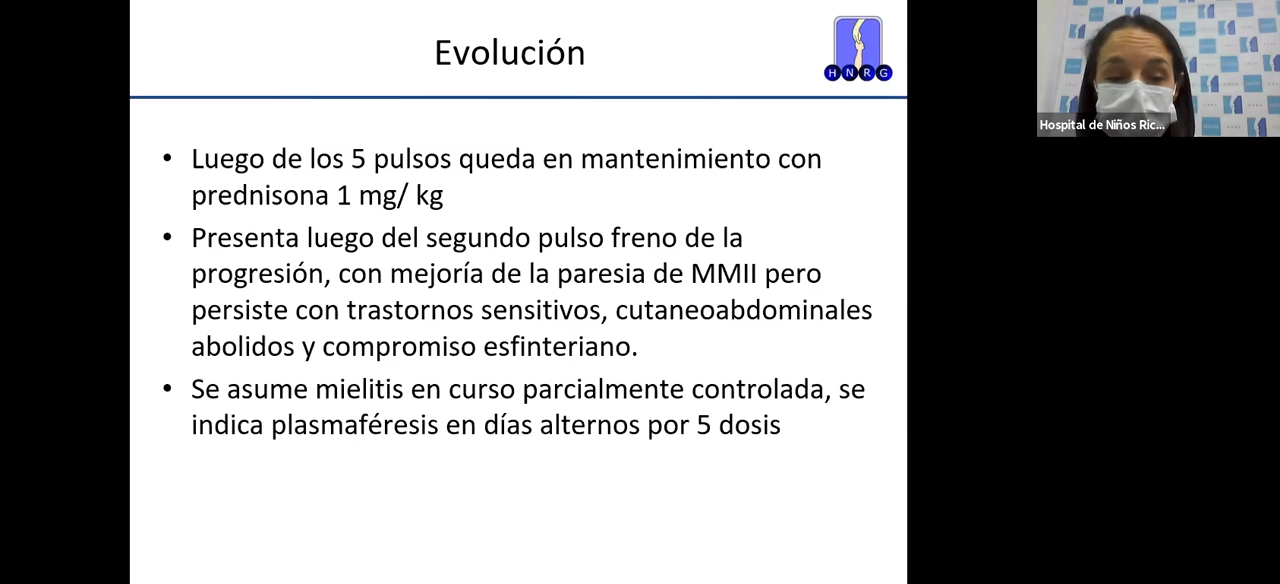 Evolución
H N R G
• Luego de los 5 pulsos queda en mantenimiento con
prednisona 1 mg/ kg
• Presenta luego del segundo pulso freno de la
progresión, con mejoría de la paresia de MMII pero
persiste con trastornos sensitivos, cutaneoabdominales
abolidos y compromiso esfinteriano.
• Se asume mielitis en curso parcialmente controlada, se
indica plasmaféresis en días alternos por 5 dosis
Hospital de Niños Ric...